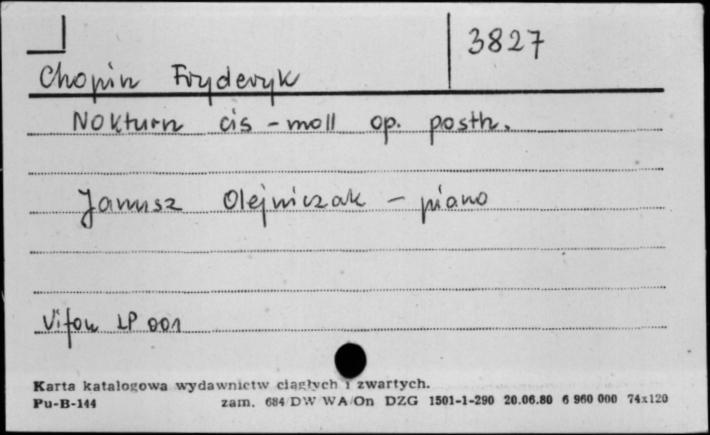 3827
Chopin Fryderyk
Nokturn cis-moll op. posth.
Janusz Olejniczak - piano
Vifon LP 001
Karta katalogowa wydawnictw ciągłych i zwartych.
Pu-B-144 zam. 684 DW WA/On DZG 1501-1-290 20.06.80 6 960 000 74x120